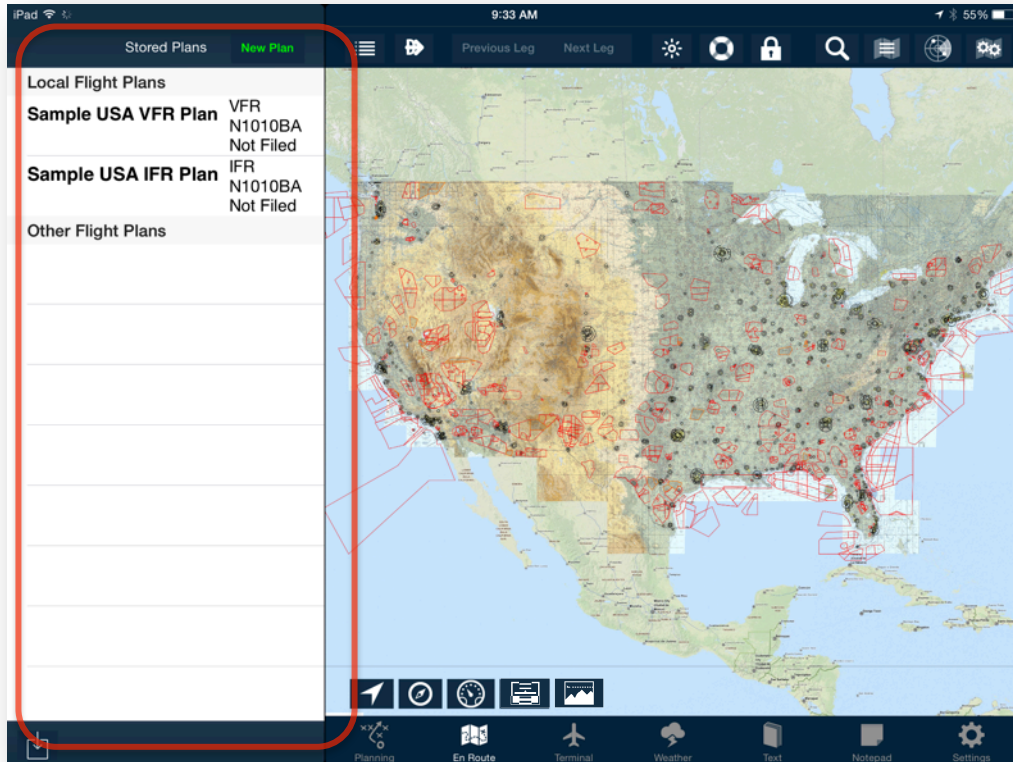 iPad 9:33 AM 55%
Stored Plans New Plan Previous Leg Next Leg
Local Flight Plans
Sample USA VFR Plan VFR
N1010BA
Not Filed
Sample USA IFR Plan IFR
N1010BA
Not Filed
Other Flight Plans
Planning En Route Terminal Weather Text Notepad Settings